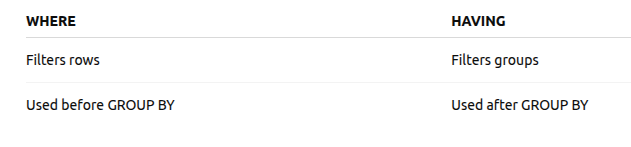 WHERE HAVING
Filters rows Filters groups
Used before GROUP BY Used after GROUP BY